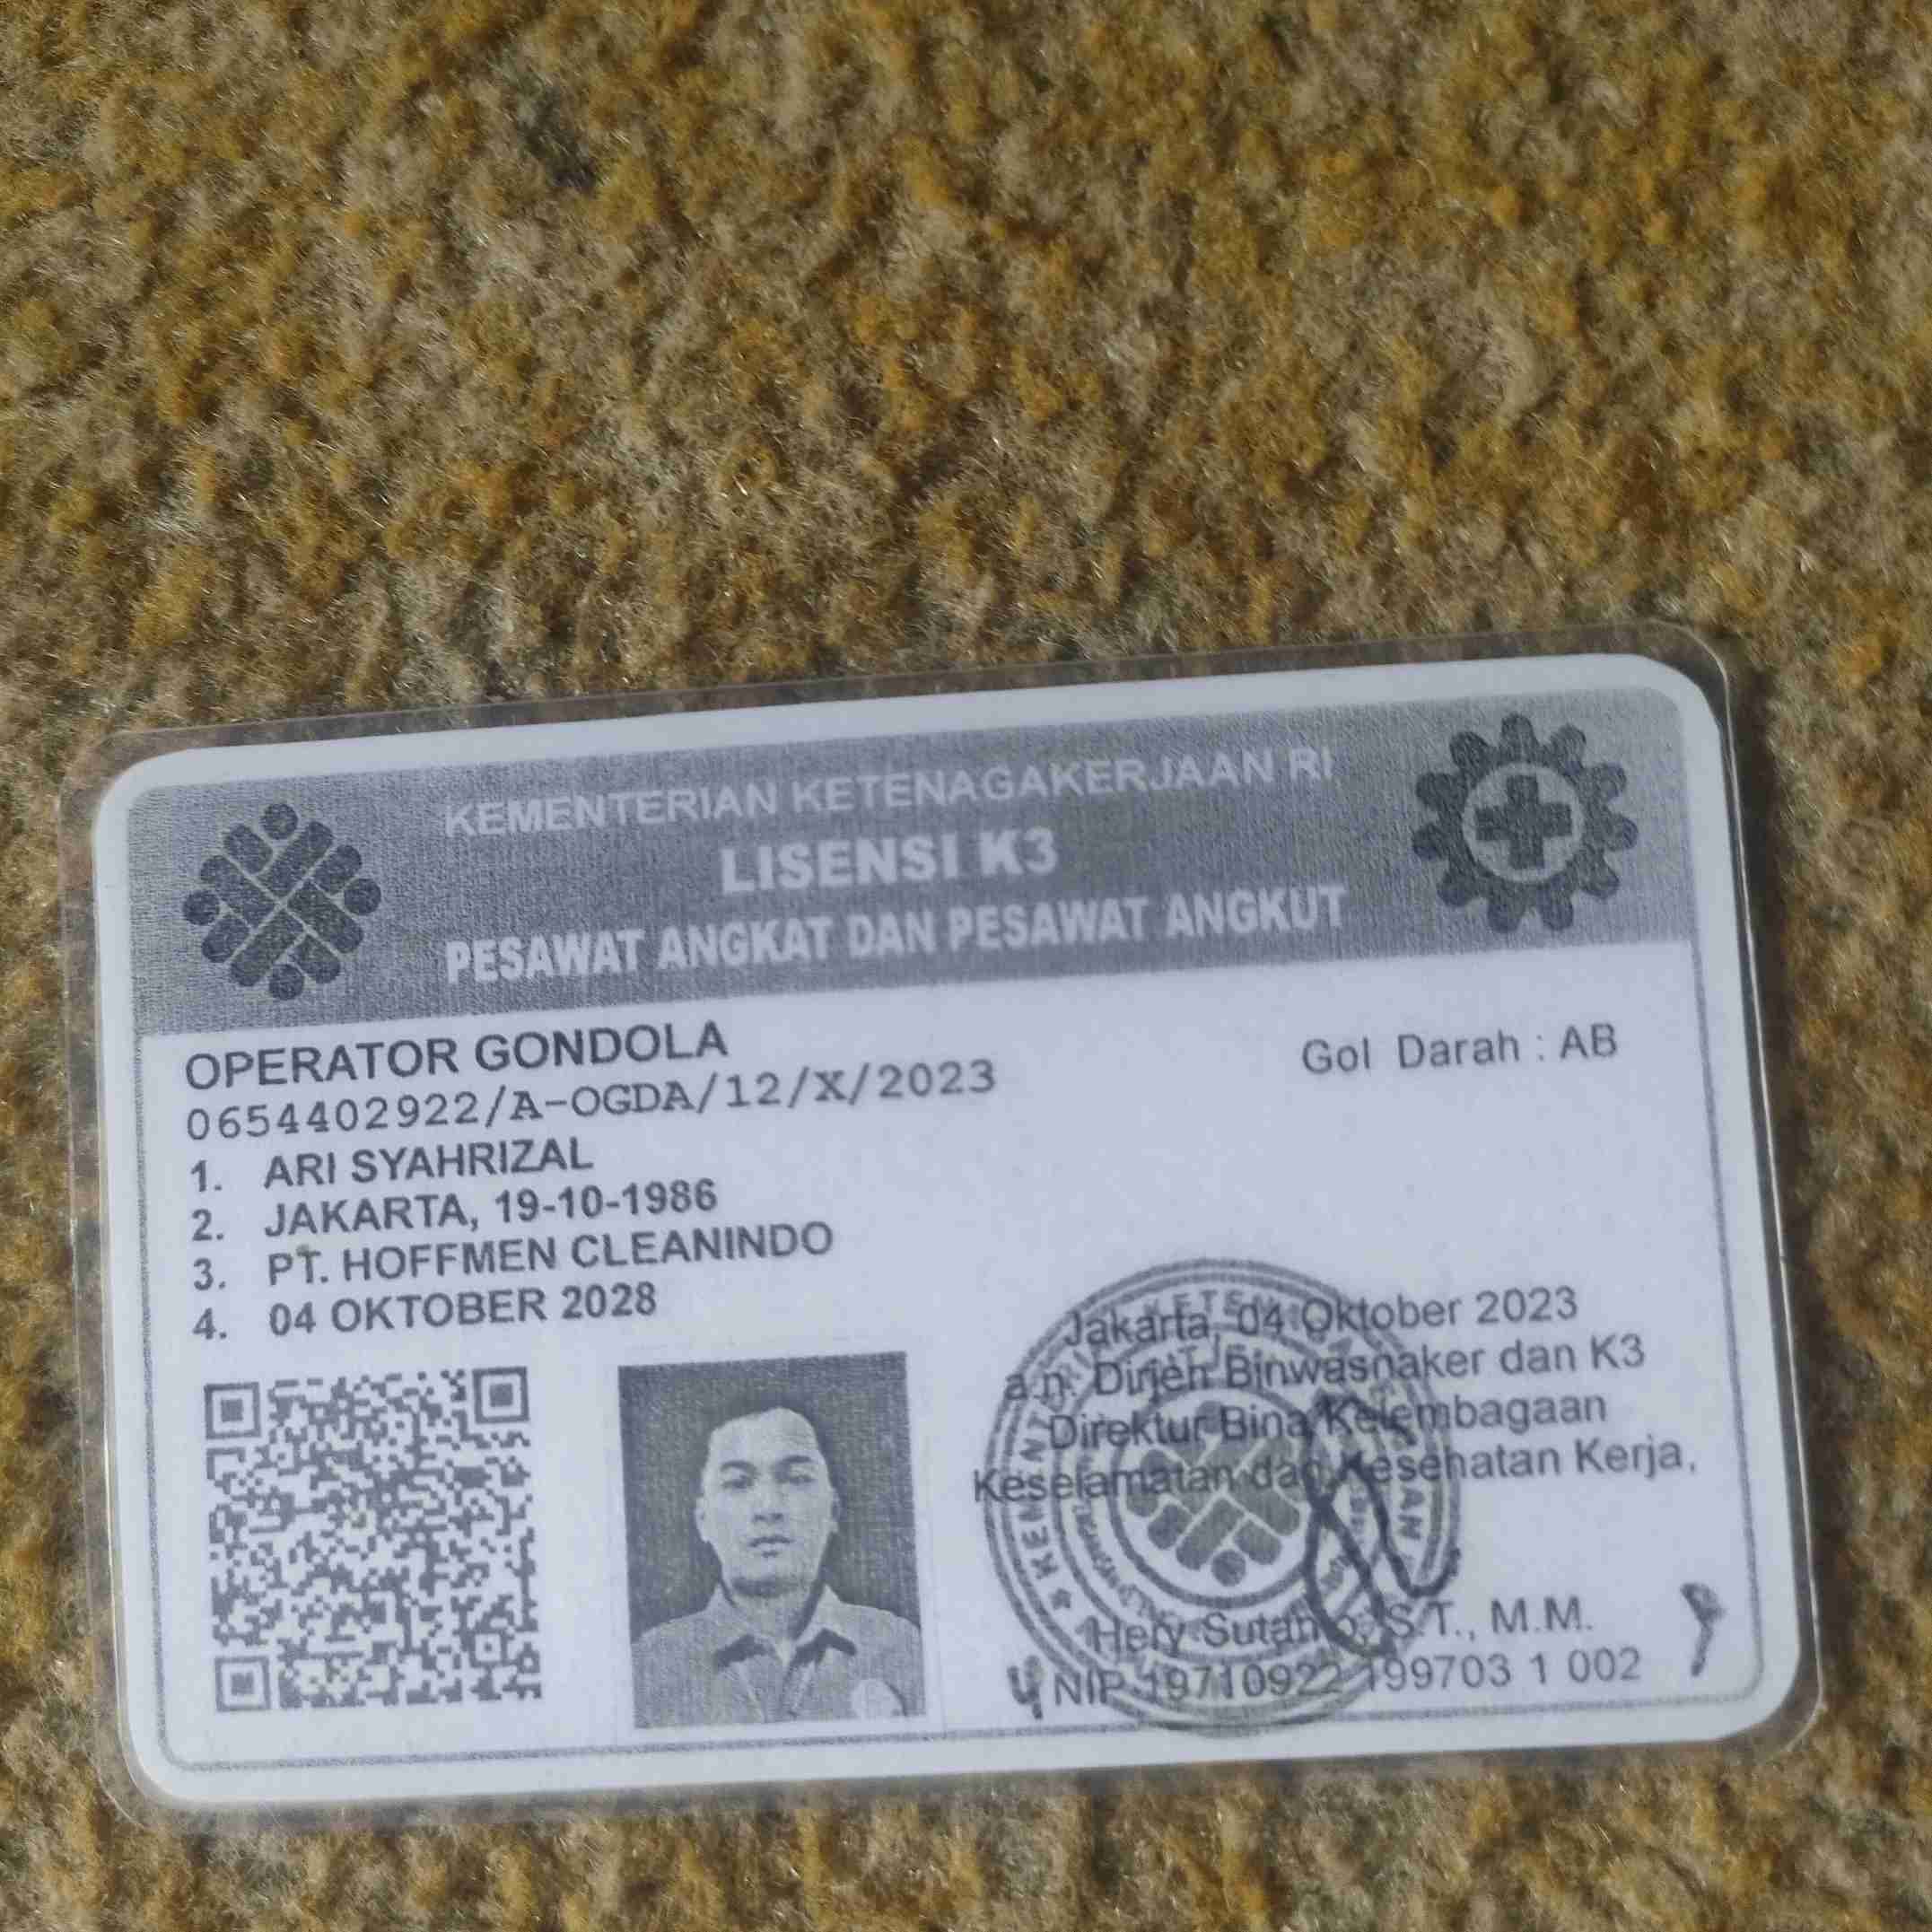 KEMENTERIAN KETENAGAKERJAAN RI
LISENSI K3
PESAWAT ANGKAT DAN PESAWAT ANGKUT
OPERATOR GONDOLA
Gol Darah : AB
0654402922/A-OGDA/12/X/2023
1. ARI SYAHRIZAL
2. JAKARTA, 19-10-1986
3. PT. HOFFMEN CLEANINDO
4. 04 OKTOBER 2028
Jakarta, 04 Oktober 2023
a.n. Dirjen Binwasnaker dan K3
Direktur Bina Kelembagaan
Keselamatan dan Kesehatan Kerja,
Hery Sutanto, S.T., M.M.
NIP 19710922 199703 1 002